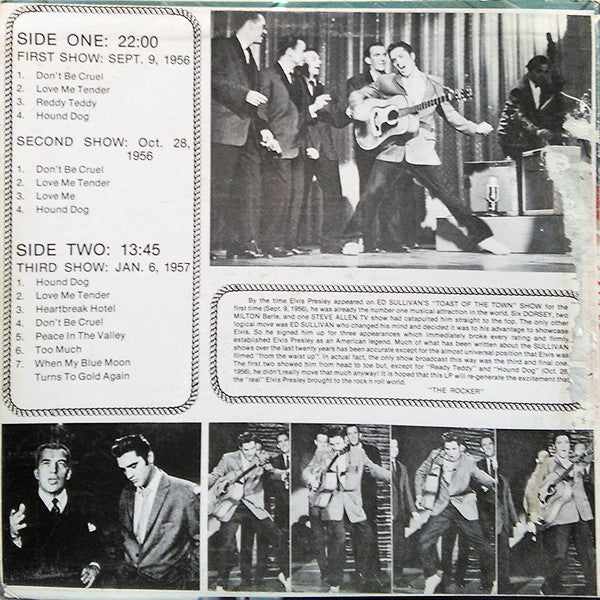 SIDE ONE: 22:00
FIRST SHOW: SEPT. 9, 1956
1. Don't Be Cruel
2. Love Me Tender
3. Reddy Teddy
4. Hound Dog
SECOND SHOW: Oct. 28,
1956
1. Don't Be Cruel
2. Love Me Tender
3. Love Me
4. Hound Dog
SIDE TWO: 13:45
THIRD SHOW: JAN. 6, 1957
1. Hound Dog
2. Love Me Tender
3. Heartbreak Hotel
4. Don't Be Cruel
5. Peace In The Valley
6. Too Much
7. When My Blue Moon
Turns To Gold Again
By the time Elvis Presley appeared on ED SULLIVAN'S "TOAST OF THE TOWN" SHOW for the
first time (Sept. 9, 1956), he was already the number one musical attraction in the world. Six DORSEY, two
MILTON Berle, and one STEVE ALLEN TV show had catapulted him straight to the top. The only other
logical move was ED SULLIVAN who changed his mind and decided it was to his advantage to showcase
Elvis. So he signed him up for three appearances which immediately broke every rating and firmly
established Elvis Presley as an American legend. Much of what has been written about the SULLIVAN
shows over the last twenty years has been accurate except for the almost universal position that Elvis was
filmed "from the waist up". In actual fact, the only show broadcast this way was the third and final one.
The first two showed him from head to toe but, except for "Ready Teddy" and "Hound Dog" (Oct. 28,
1956), he didn't really move that much anyway! It is hoped that this LP will re-generate the excitement that
the "real" Elvis Presley brought to the rock n roll world.
"THE ROCKER"